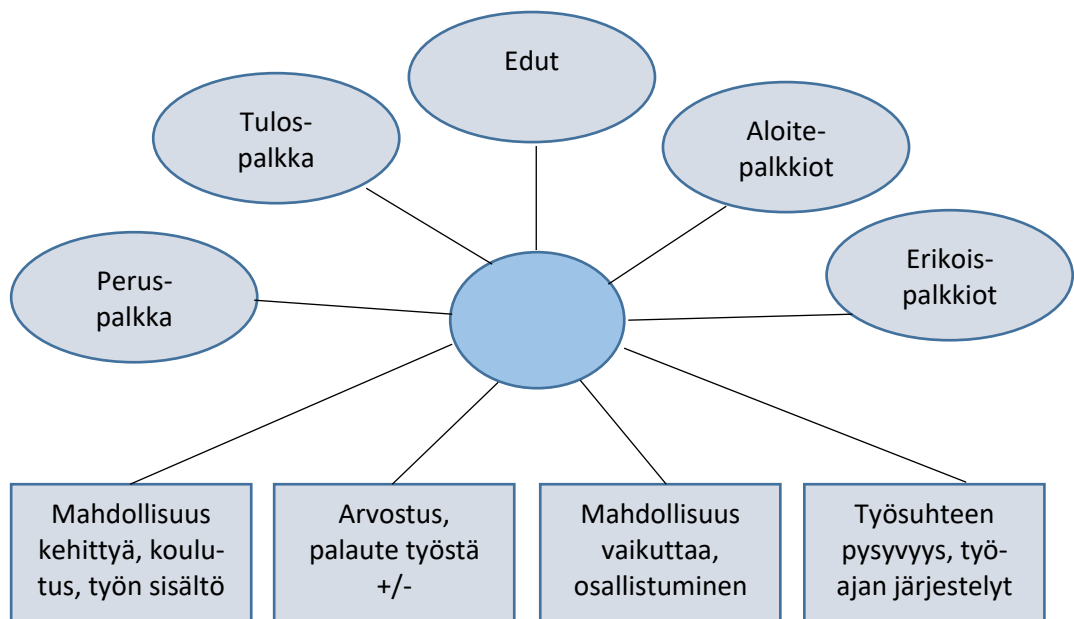 Edut
Tulos-
palkka
Aloite-
palkkiot
Perus-
palkka
Erikois-
palkkiot
Mahdollisuus
kehittyä, koulu-
tus, työn sisältö
Arvostus,
palaute työstä
+/-
Mahdollisuus
vaikuttaa,
osallistuminen
Työsuhteen
pysyvyys, työ-
ajan järjestelyt